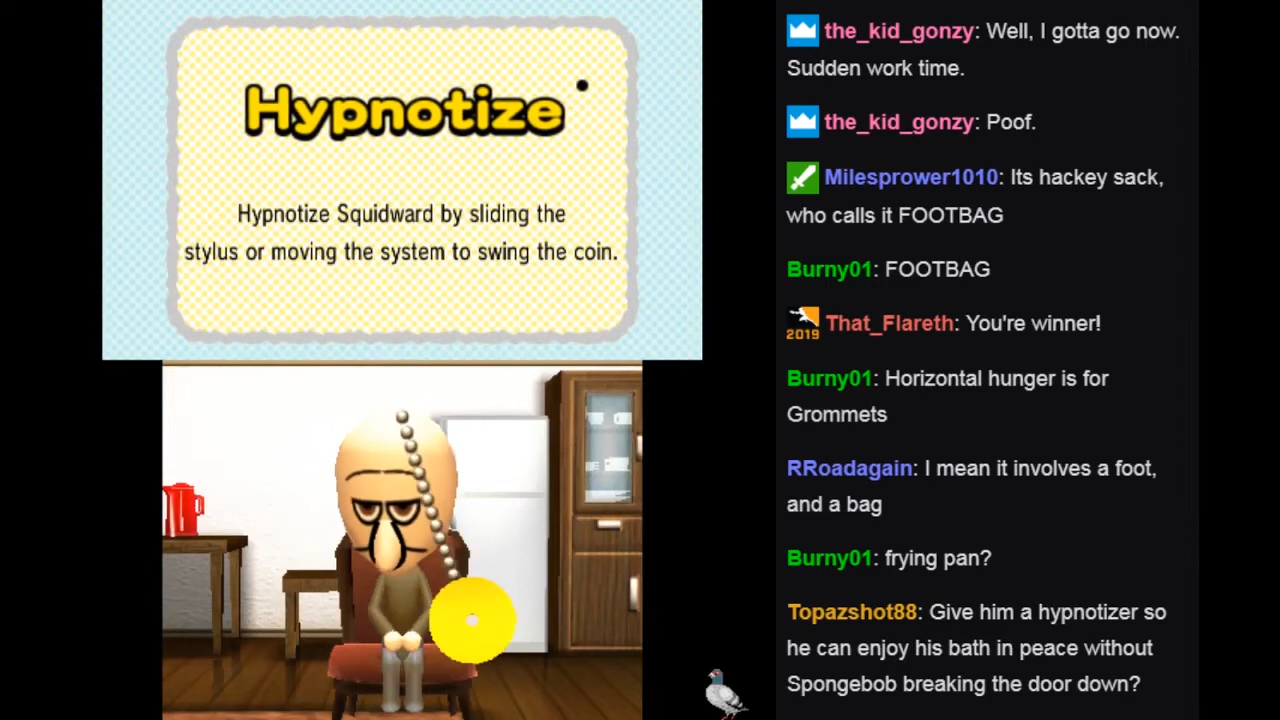 Hypnotize
Hypnotize Squidward by sliding the
stylus or moving the system to swing the coin.
the_kid_gonzy: Well, I gotta go now.
Sudden work time.
the_kid_gonzy: Poof.
Milesprower1010: Its hackey sack,
who calls it FOOTBAG
Burny01: FOOTBAG
2019 That_Flareth: You're winner!
Burny01: Horizontal hunger is for
Grommets
RRoadagain: I mean it involves a foot,
and a bag
Burny01: frying pan?
Topazshot88: Give him a hypnotizer so
he can enjoy his bath in peace without
Spongebob breaking the door down?